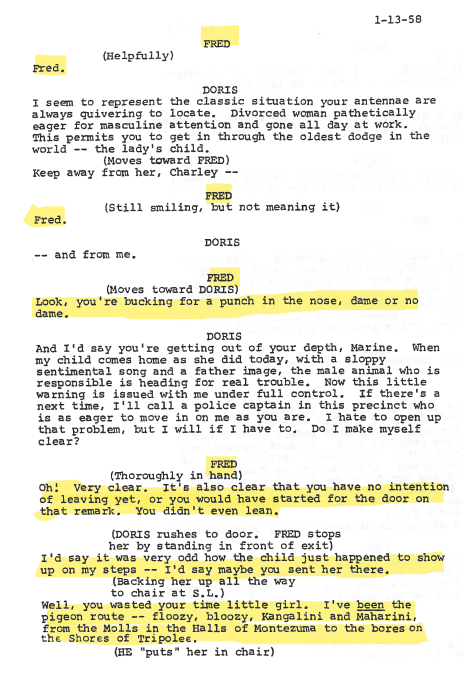 1-13-58
FRED
(Helpfully)
Fred.
DORIS
I seem to represent the classic situation your antennae are
always quivering to locate.  Divorced woman pathetically
eager for masculine attention and gone all day at work.
This permits you to get in through the oldest dodge in the
world -- the lady's child.
(Moves toward FRED)
Keep away from her, Charley --
FRED
(Still smiling, but not meaning it)
Fred.
DORIS
-- and from me.
FRED
(Moves toward DORIS)
Look, you're bucking for a punch in the nose, dame or no
dame.
DORIS
And I'd say you're getting out of your depth, Marine.  When
my child comes home as she did today, with a sloppy
sentimental song and a father image, the male animal who is
responsible is heading for real trouble.  Now this little
warning is issued with me under full control.  If there's a
next time, I'll call a police captain in this precinct who
is as eager to move in on me as you are.  I hate to open up
that problem, but I will if I have to.  Do I make myself
clear?
FRED
(Thoroughly in hand)
Oh!  Very clear.  It's also clear that you have no intention
of leaving yet, or you would have started for the door on
that remark.  You didn't even lean.
(DORIS rushes to door.  FRED stops
her by standing in front of exit)
I'd say it was very odd how the child just happened to show
up on my steps -- I'd say maybe you sent her there.
(Backing her up all the way
to chair at S.L.)
Well, you wasted your time little girl.  I've been the
pigeon route -- floozy, bloozy, Kangalini and Maharini,
from the Molls in the Halls of Montezuma to the bores on
the Shores of Tripolee.
(HE "puts" her in chair)